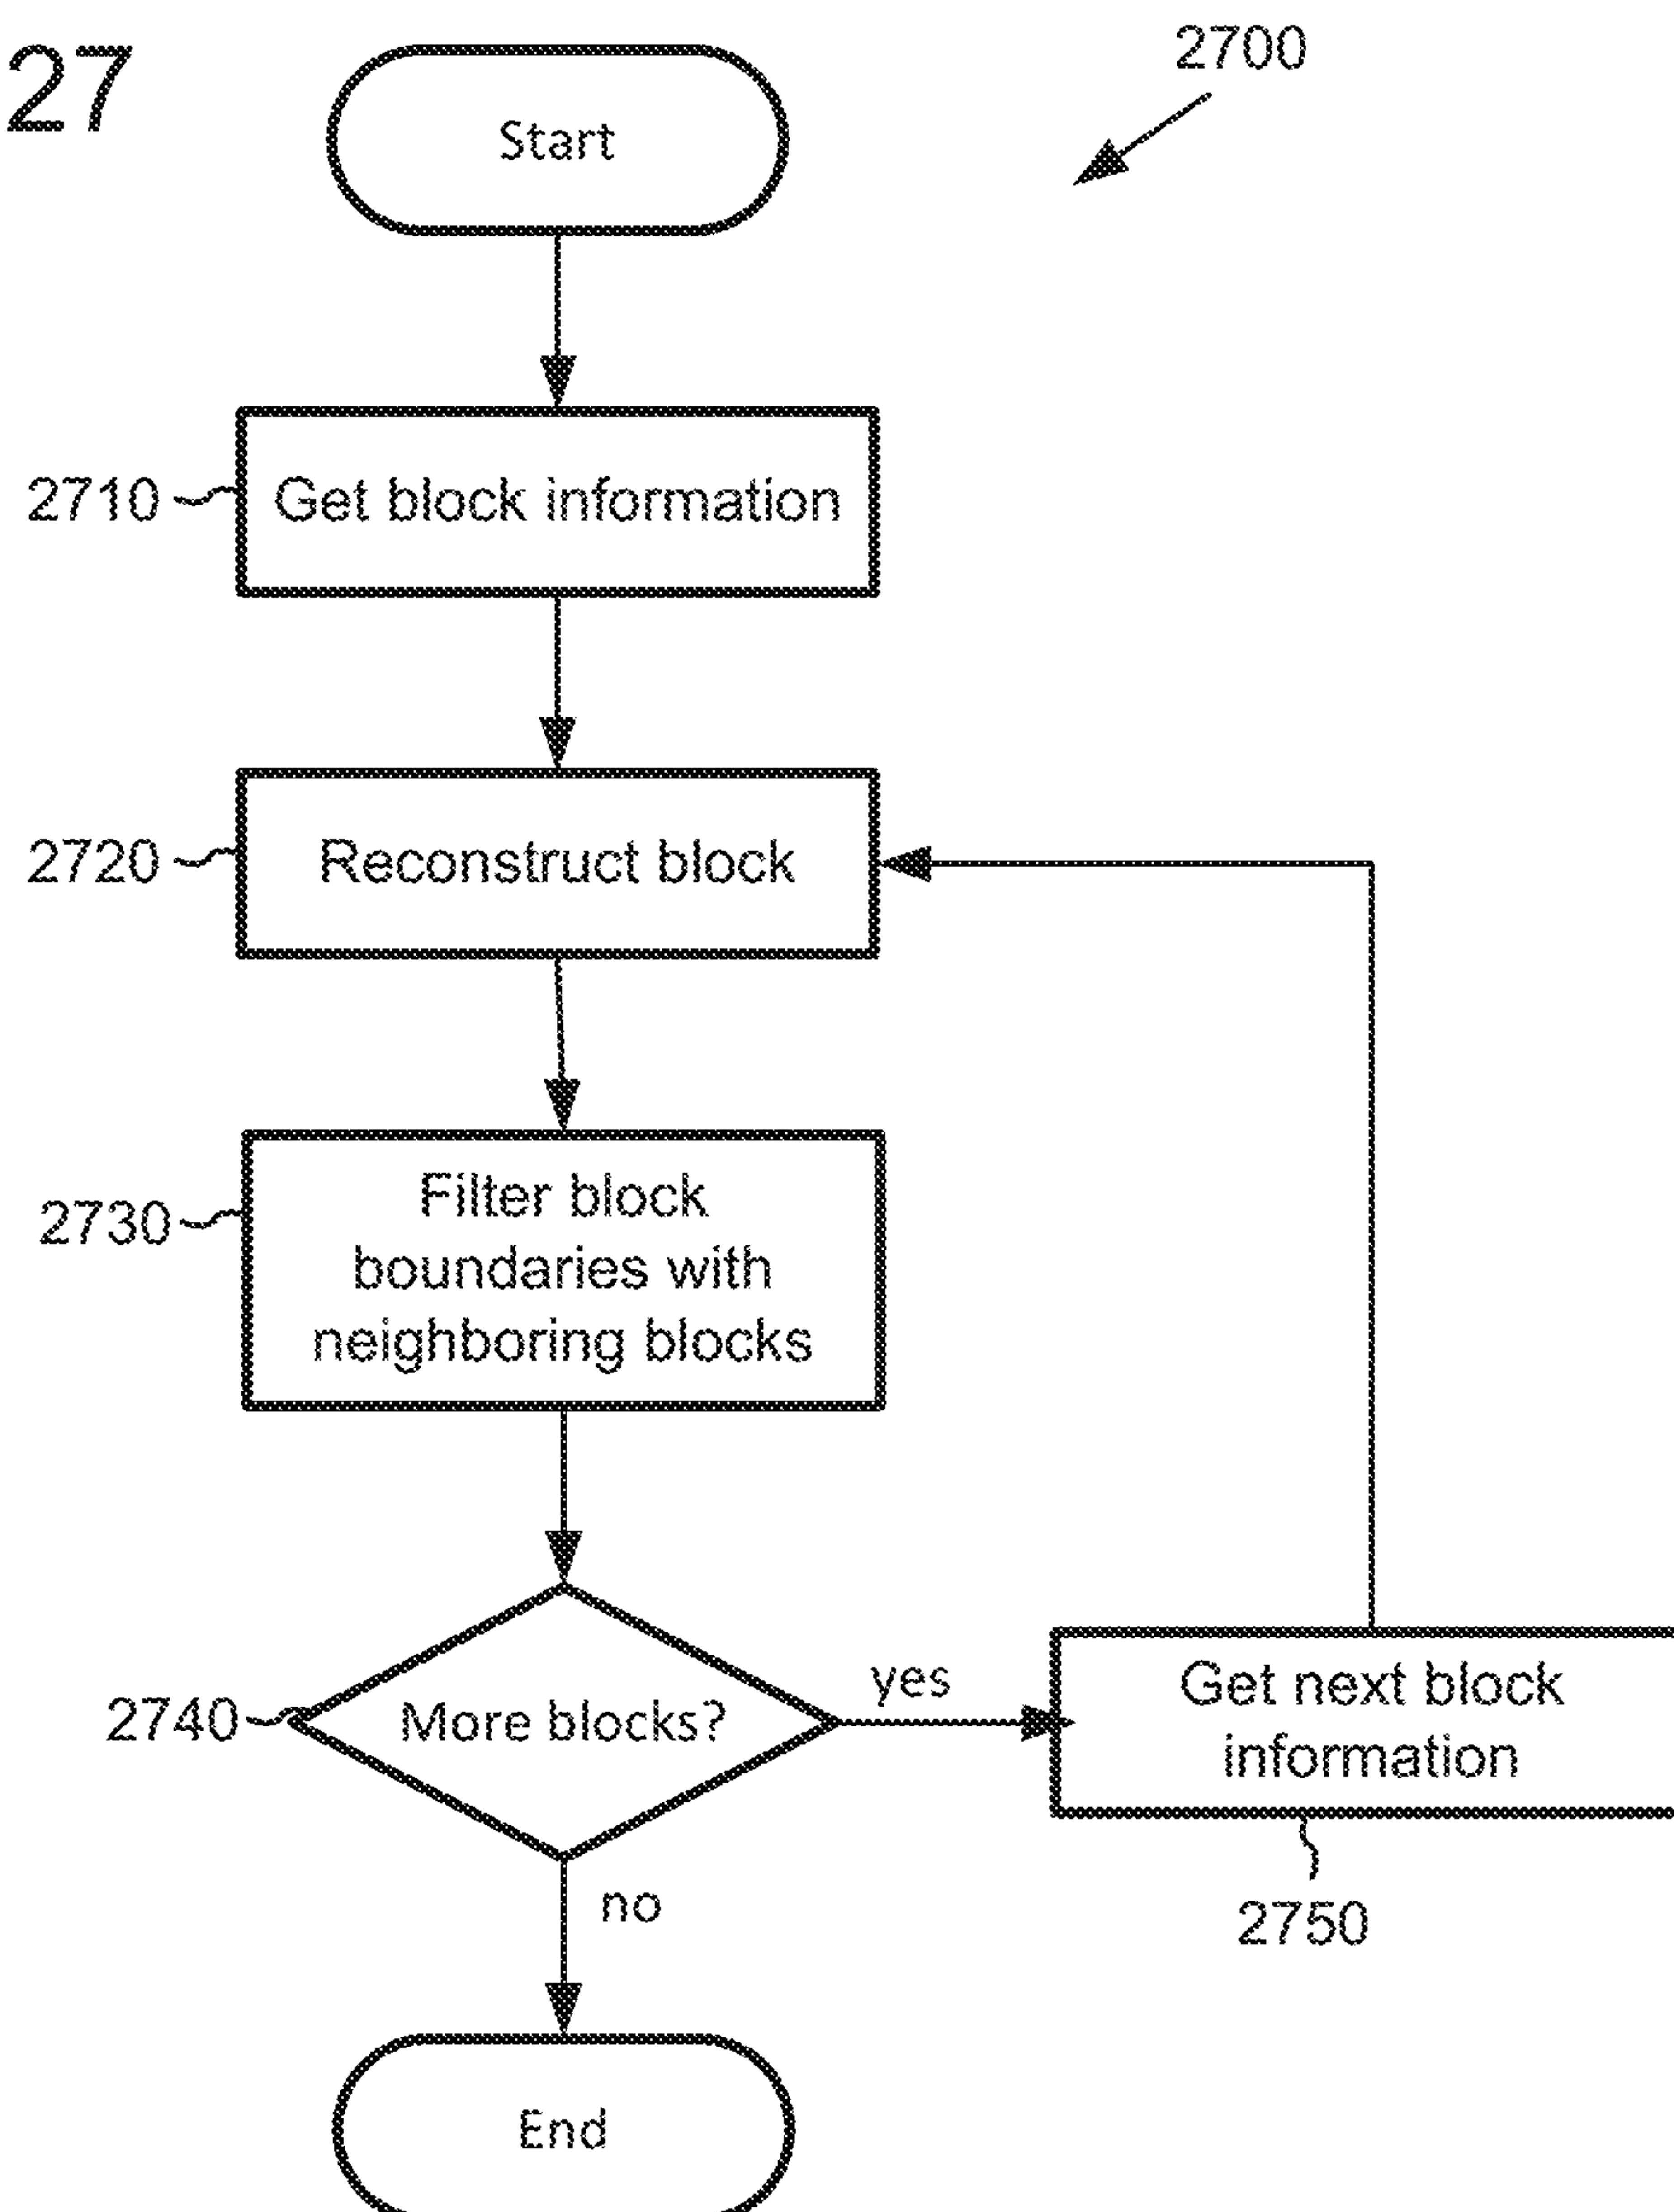 27
2700
Start
2710
Get block information
2720
Reconstruct block
2730
Filter block
boundaries with
neighboring blocks
2740
More blocks?
yes
Get next block
information
2750
no
End